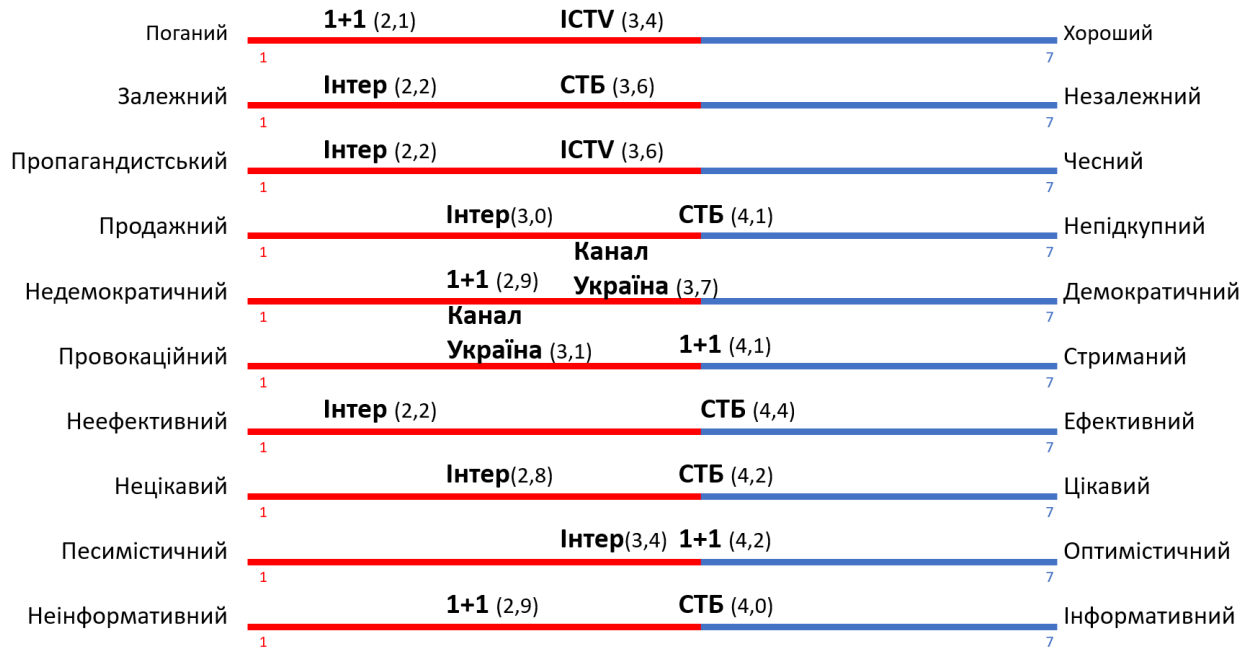 Поганий 1+1 (2,1) ICTV (3,4) Хороший
1 7
Залежний Інтер (2,2) СТБ (3,6) Незалежний
1 7
Пропагандистський Інтер (2,2) ICTV (3,6) Чесний
1 7
Продажний Інтер(3,0) СТБ (4,1) Непідкупний
1 7
Канал
Недемократичний 1+1 (2,9) Україна (3,7) Демократичний
1 7
Канал
Провокаційний Україна (3,1) 1+1 (4,1) Стриманий
1 7
Неефективний Інтер (2,2) СТБ (4,4) Ефективний
1 7
Нецікавий Інтер(2,8) СТБ (4,2) Цікавий
1 7
Песимістичний Інтер(3,4) 1+1 (4,2) Оптимістичний
1 7
Неінформативний 1+1 (2,9) СТБ (4,0) Інформативний
1 7